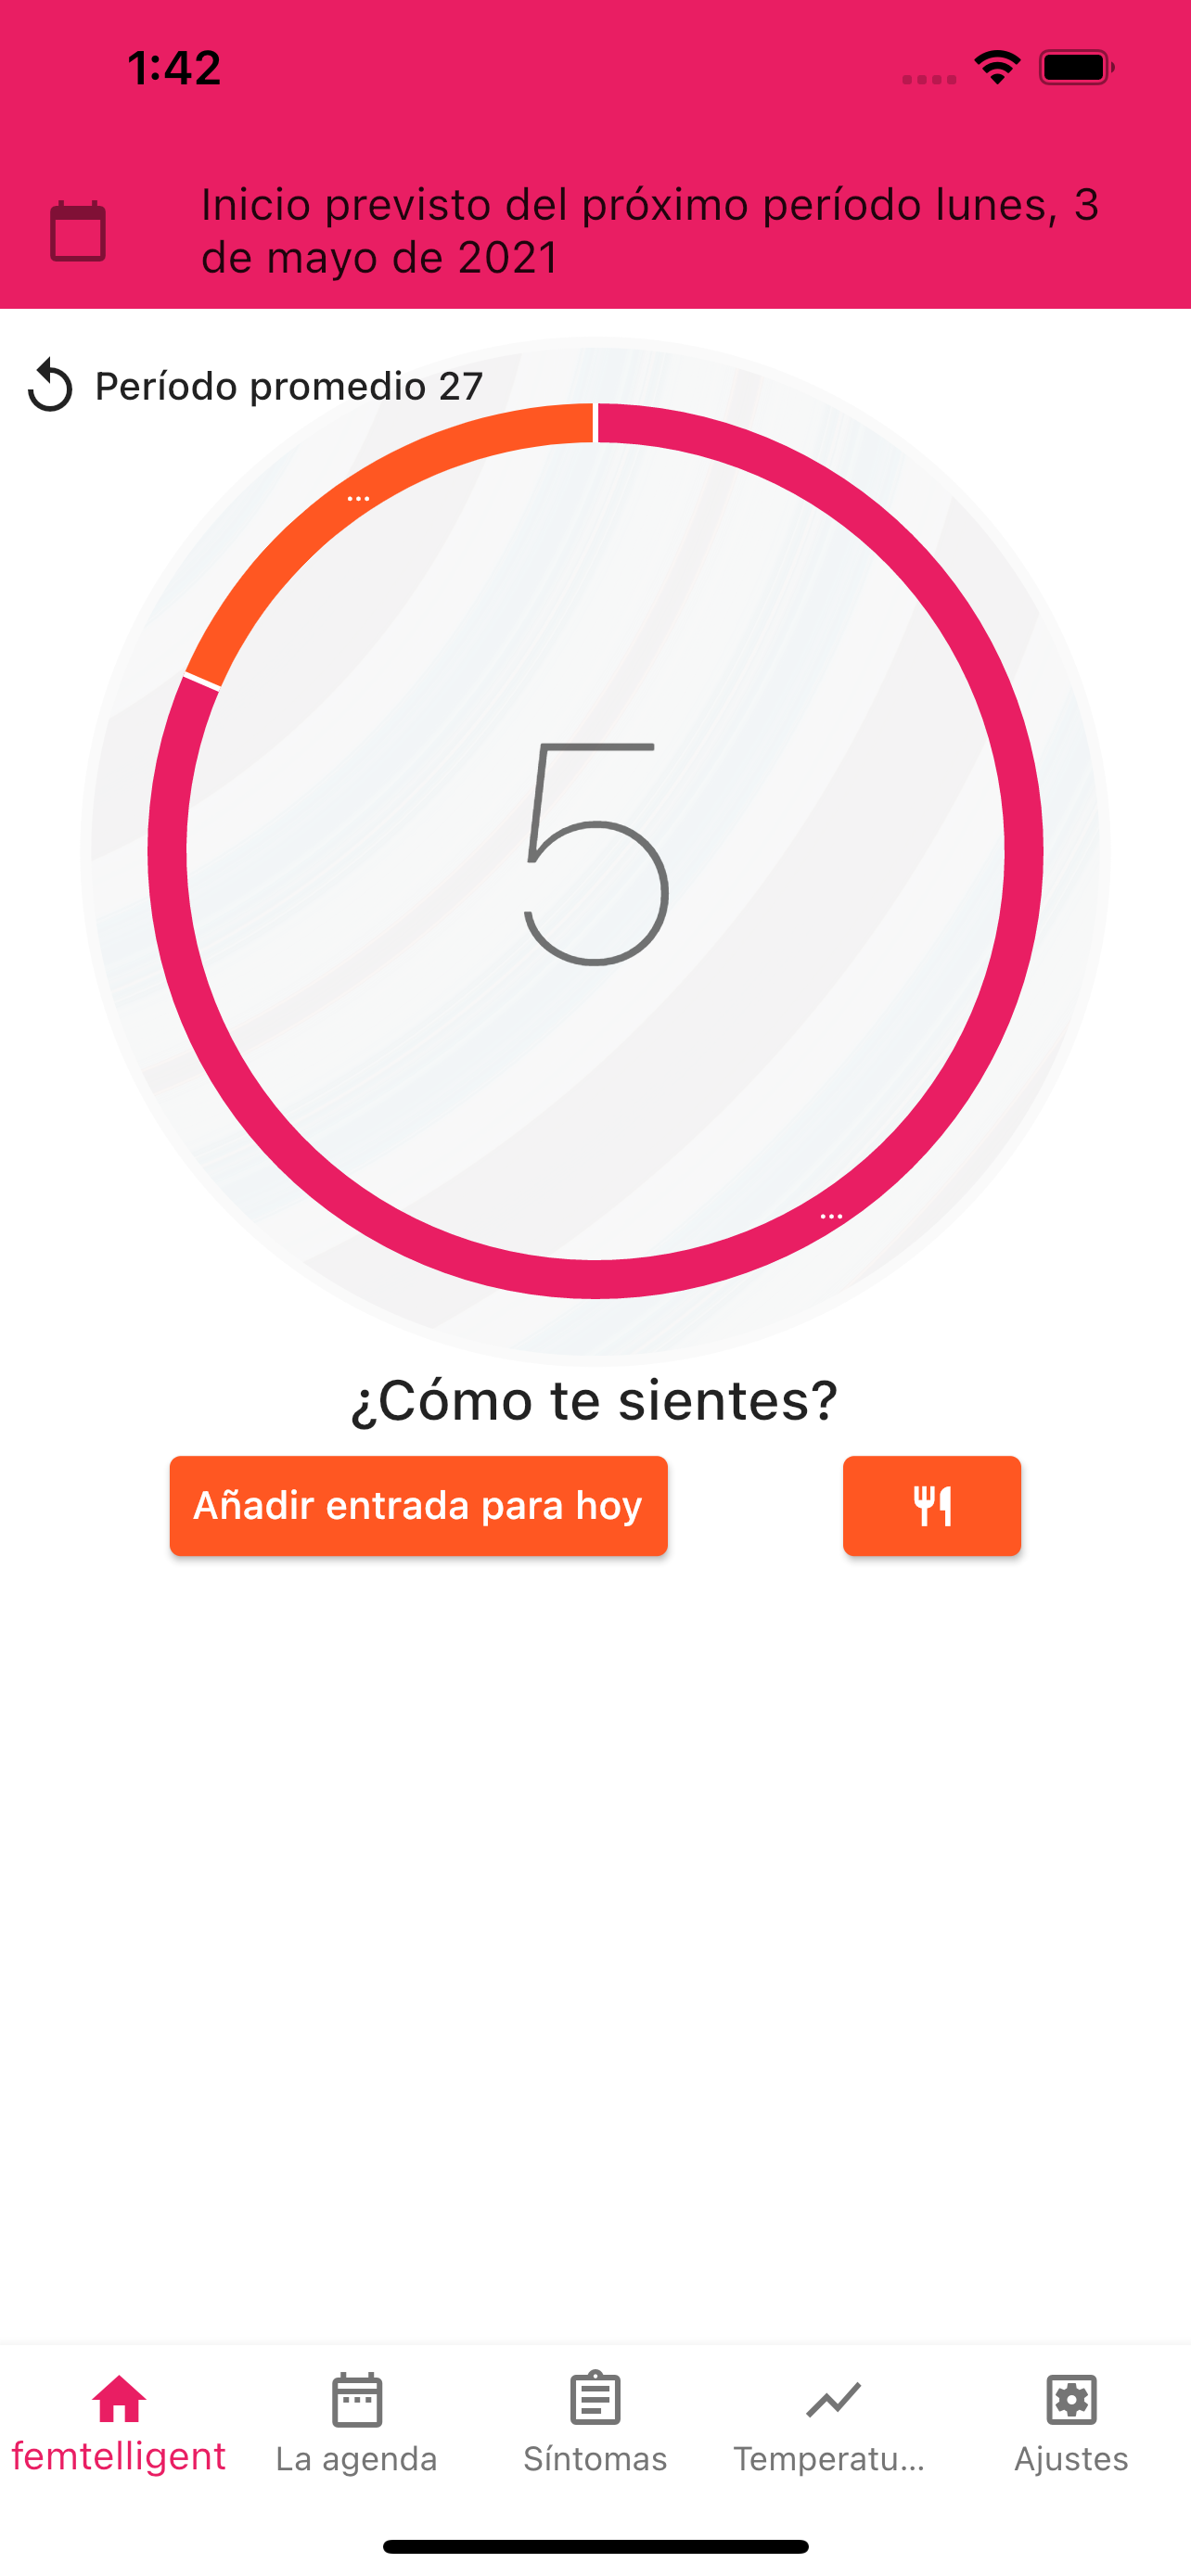 1:42
Inicio previsto del próximo período lunes, 3
de mayo de 2021
Período promedio 27
...
5
...
¿Cómo te sientes?
Añadir entrada para hoy
femtelligent
La agenda
Síntomas
Temperatu...
Ajustes